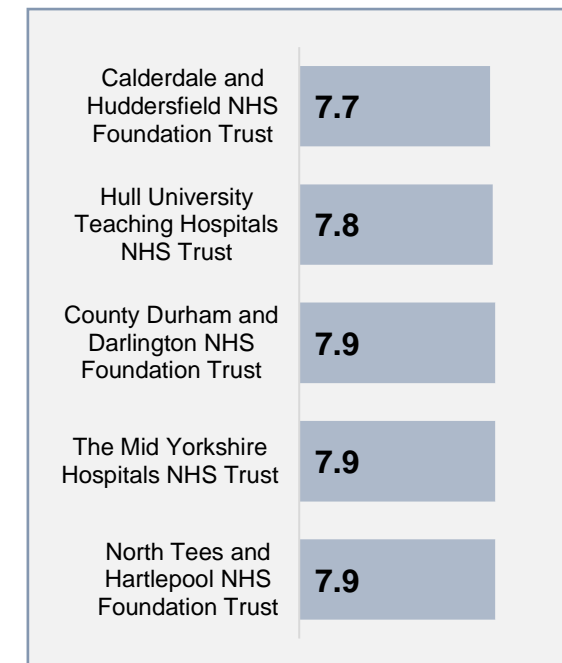 Calderdale and
Huddersfield NHS
Foundation Trust
7.7
Hull University
Teaching Hospitals
NHS Trust
7.8
County Durham and
Darlington NHS
Foundation Trust
7.9
The Mid Yorkshire
Hospitals NHS Trust
7.9
North Tees and
Hartlepool NHS
Foundation Trust
7.9